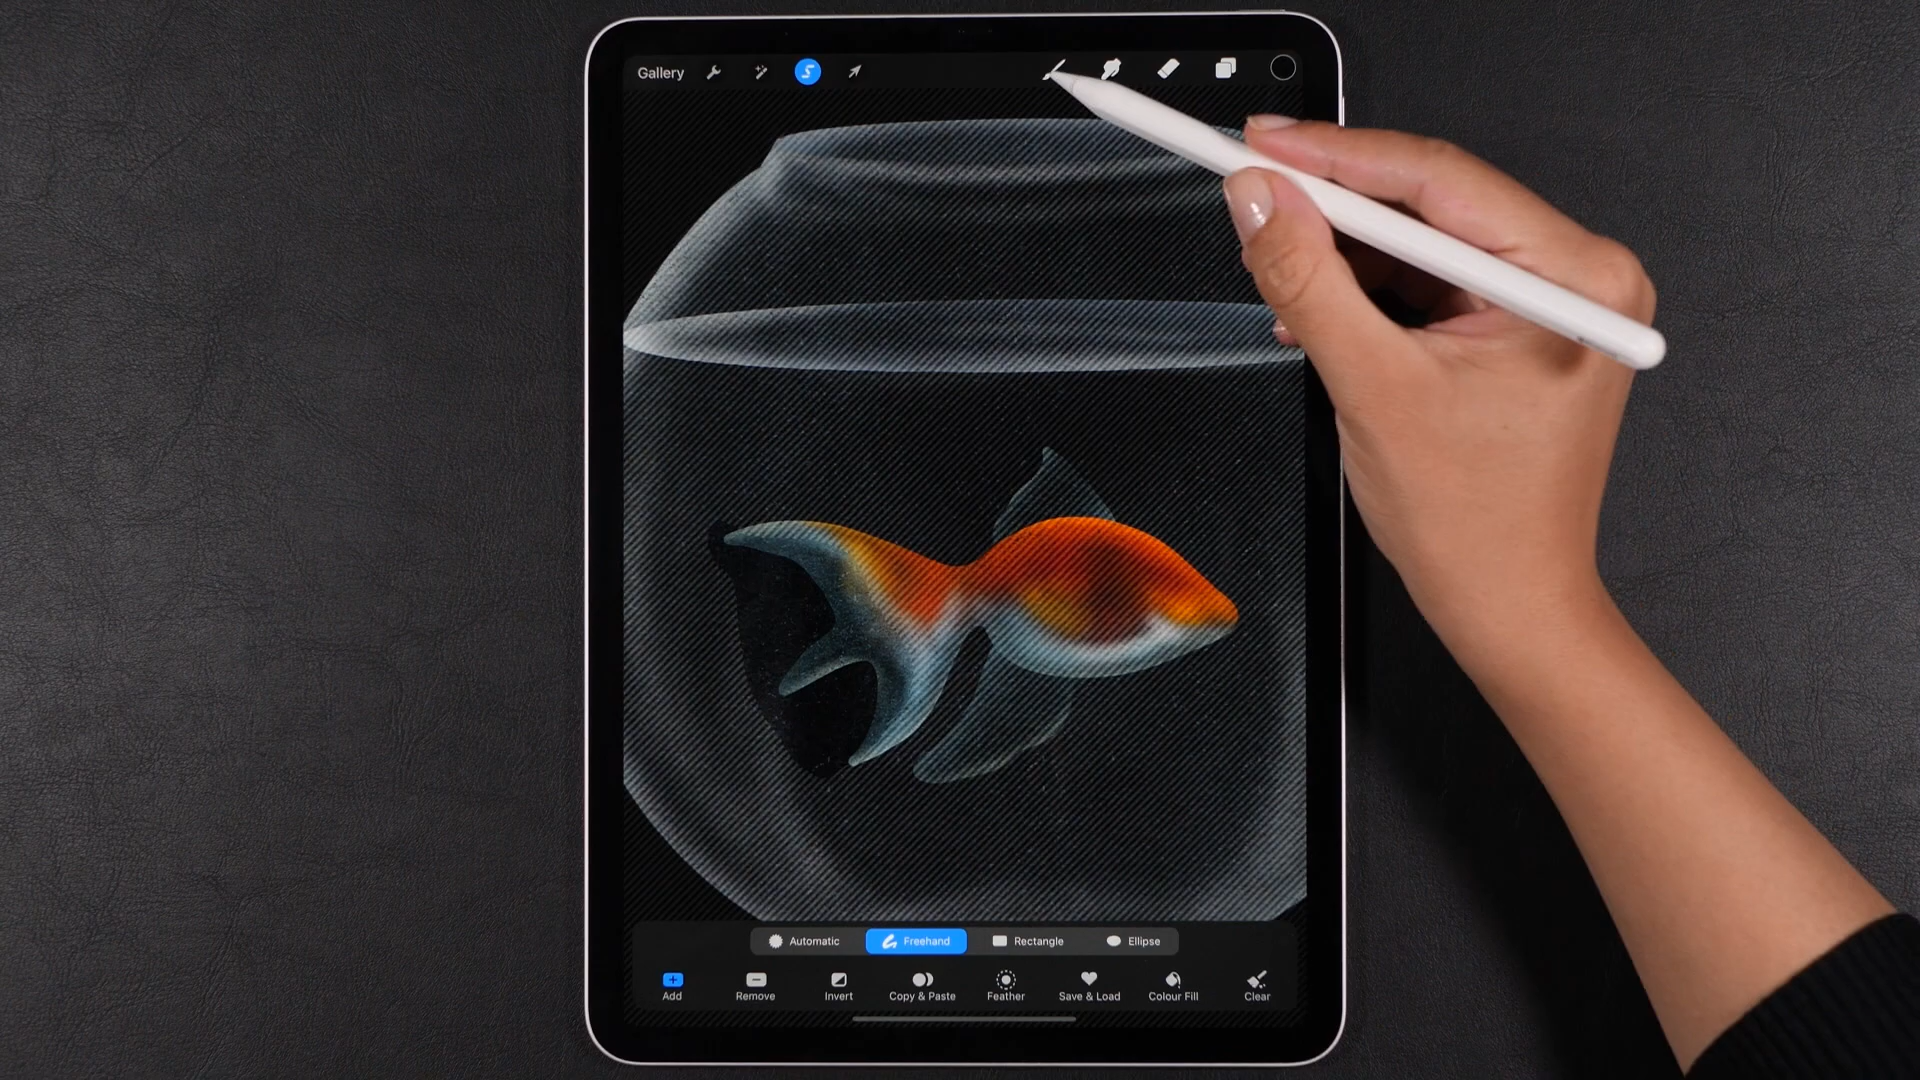 Gallery
Automatic Freehand Rectangle Ellipse
Add Remove Invert Copy & Paste Feather Save & Load Colour Fill Clear